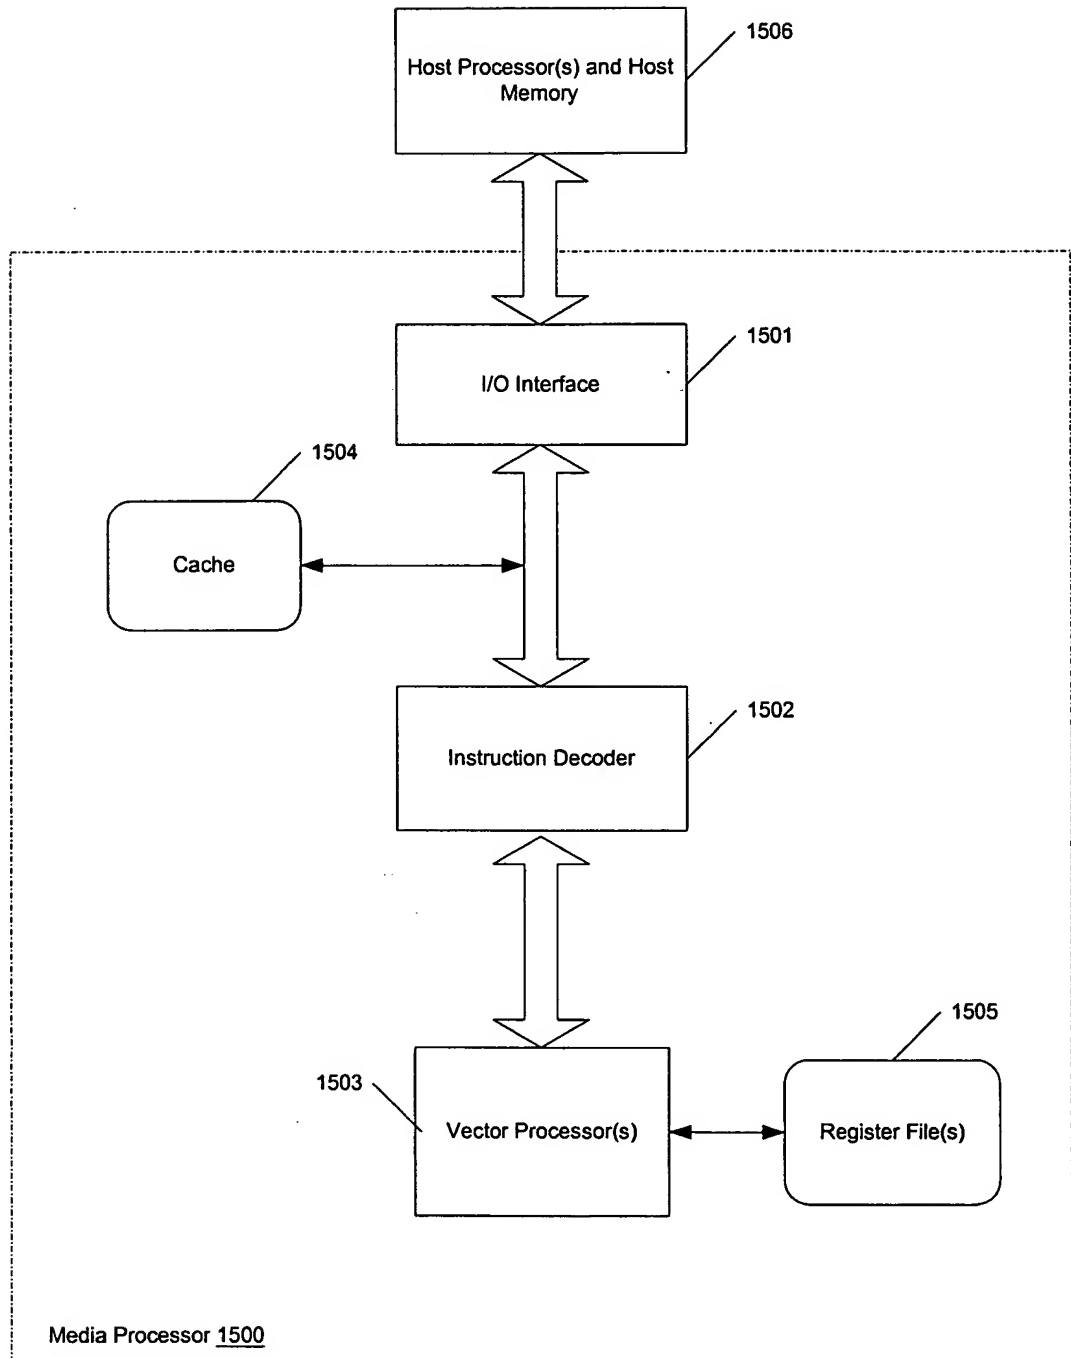 1506
Host Processor(s) and Host
Memory
1501
I/O Interface
1504
Cache
1502
Instruction Decoder
1505
1503
Vector Processor(s)
Register File(s)
Media Processor 1500